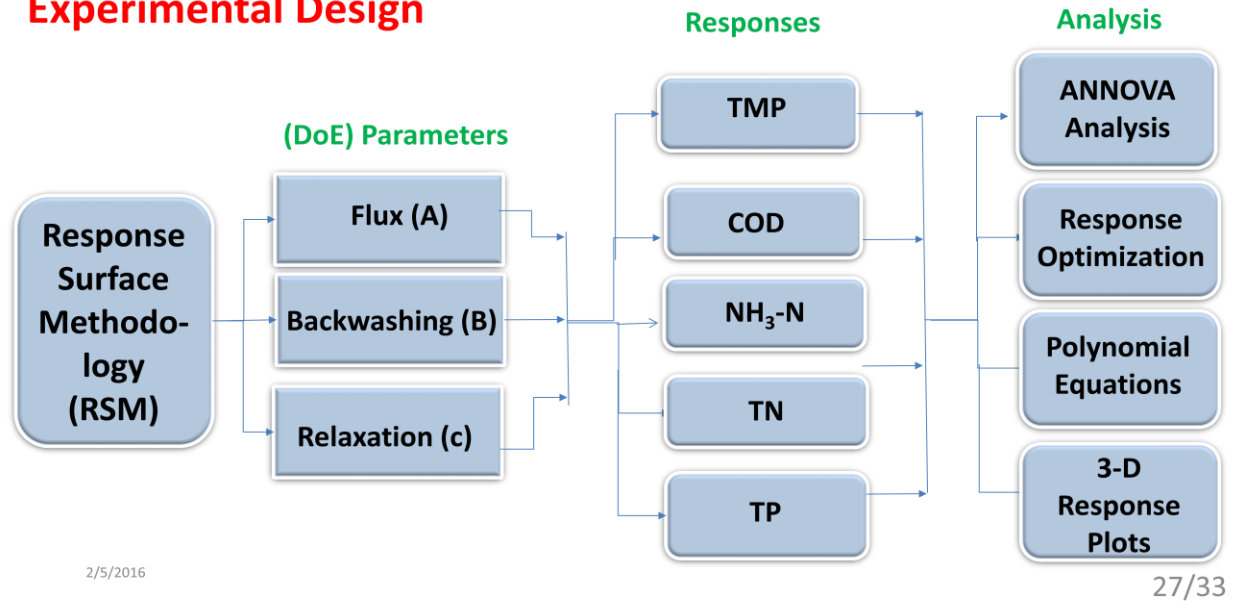 Experimental Design
Responses
Analysis
(DoE) Parameters
Response
Surface
Methodo-
logy
(RSM)
Flux (A)
Backwashing (B)
Relaxation (c)
TMP
COD
NH₃-N
TN
TP
ANNOVA
Analysis
Response
Optimization
Polynomial
Equations
3-D
Response
Plots
2/5/2016
27/33